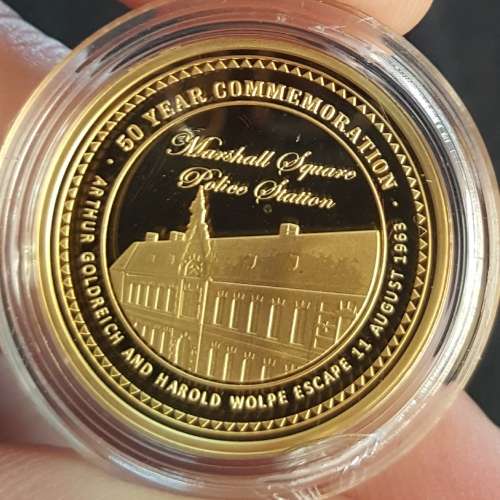 · 50 YEAR COMMEMORATION ·
Marshall Square
Police Station
ARTHUR GOLDREICH AND HAROLD WOLPE ESCAPE 11 AUGUST 1963